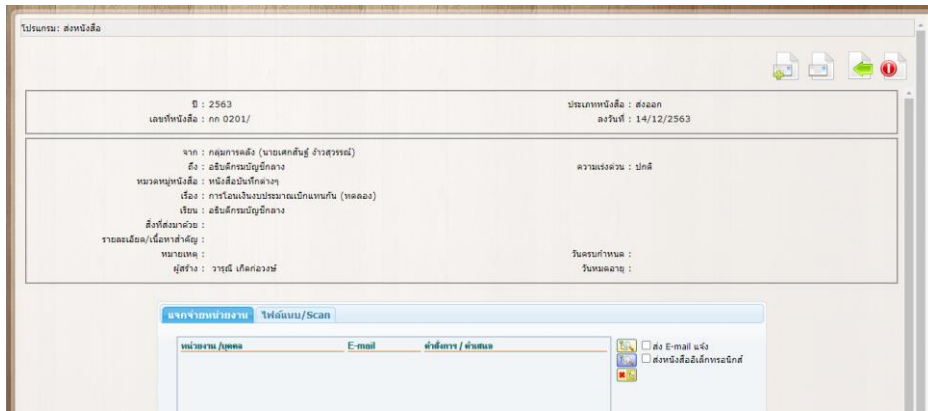 โปรแกรม: ส่งหนังสือ
ปี : 2563 ประเภทหนังสือ : ส่งออก
เลขที่หนังสือ : กก 0201/ ลงวันที่ : 14/12/2563
จาก : กลุ่มการคลัง (นายเศกสันฐ์ ง้าวสุวรรณ์)
ถึง : อธิบดีกรมบัญชีกลาง ความเร่งด่วน : ปกติ
หมวดหมู่หนังสือ : หนังสือบันทึกต่างๆ
เรื่อง : การโอนเงินงบประมาณเบิกแทนกัน (ทดลอง)
เรียน : อธิบดีกรมบัญชีกลาง
สิ่งที่ส่งมาด้วย :
รายละเอียด/เนื้อหาสำคัญ :
หมายเหตุ : วันครบกำหนด :
ผู้สร้าง : วารุณี เกิดก่อวงษ์ วันหมดอายุ :
แจกจ่ายหน่วยงาน ไฟล์แนบ/Scan
หน่วยงาน /บุคคล E-mail คำสั่งการ / คำเสนอ ส่ง E-mail แจ้ง
ส่งหนังสืออิเล็กทรอนิกส์